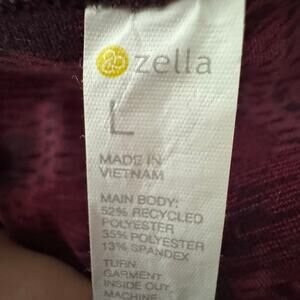 zella
L
MADE IN
VIETNAM
MAIN BODY:
52% RECYCLED
POLYESTER
35% POLYESTER
13% SPANDEX
TURN
GARMENT
INSIDE OUT
MACHINE